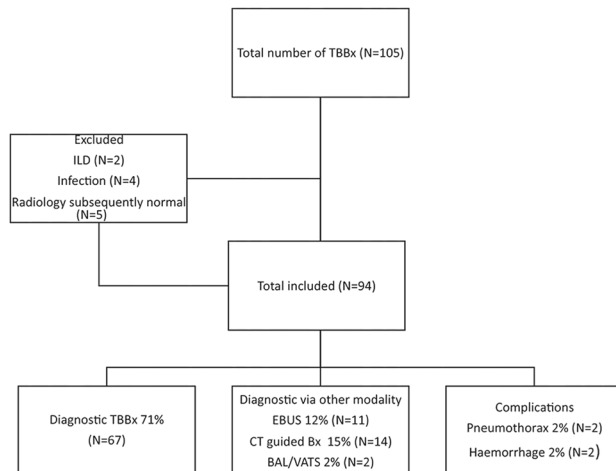 Total number of TBBx (N=105)
Excluded
ILD (N=2)
Infection (N=4)
Radiology subsequently normal
(N=5)
Total included (N=94)
Diagnostic TBBx 71%
(N=67)
Diagnostic via other modality
EBUS 12% (N=11)
CT guided Bx 15% (N=14)
BAL/VATS 2% (N=2)
Complications
Pneumothorax 2% (N=2)
Haemorrhage 2% (N=2)